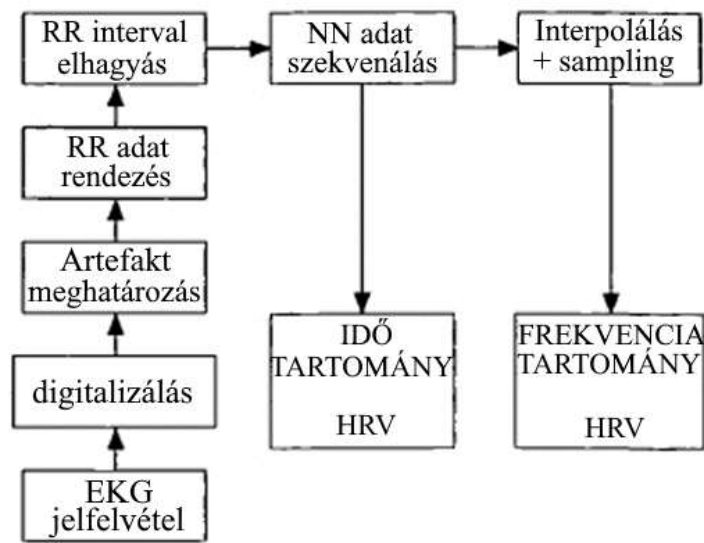 RR interval
elhagyás
NN adat
szekvenálás
Interpolálás
+ sampling
RR adat
rendezés
Artefakt
meghatározás
digitalizálás
EKG
jelfelvétel
IDŐ
TARTOMÁNY
HRV
FREKVENCIA
TARTOMÁNY
HRV